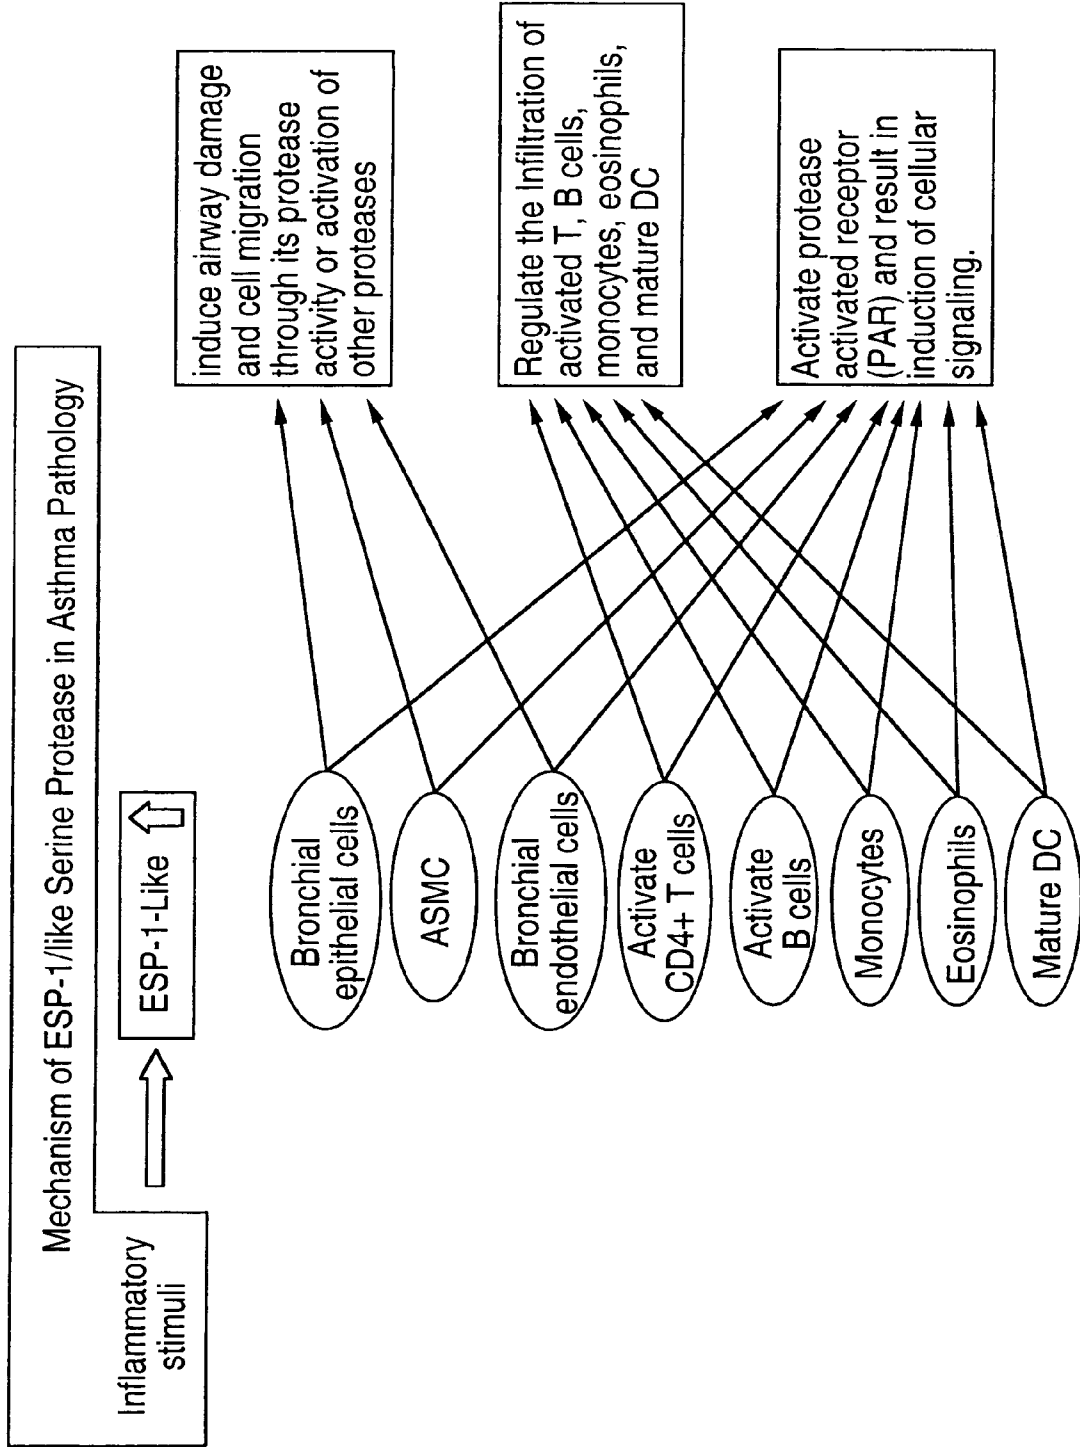 Mechanism of ESP-1/like Serine Protease in Asthma Pathology
Inflammatory
stimuli
ESP-1-Like
Bronchial
epithelial cells
ASMC
Bronchial
endothelial cells
Activate
CD4+ T cells
Activate
B cells
Monocytes
Eosinophils
Mature DC
induce airway damage
and cell migration
through its protease
activity or activation of
other proteases
Regulate the Infiltration of
activated T, B cells,
monocytes, eosinophils,
and mature DC
Activate protease
activated receptor
(PAR) and result in
induction of cellular
signaling.